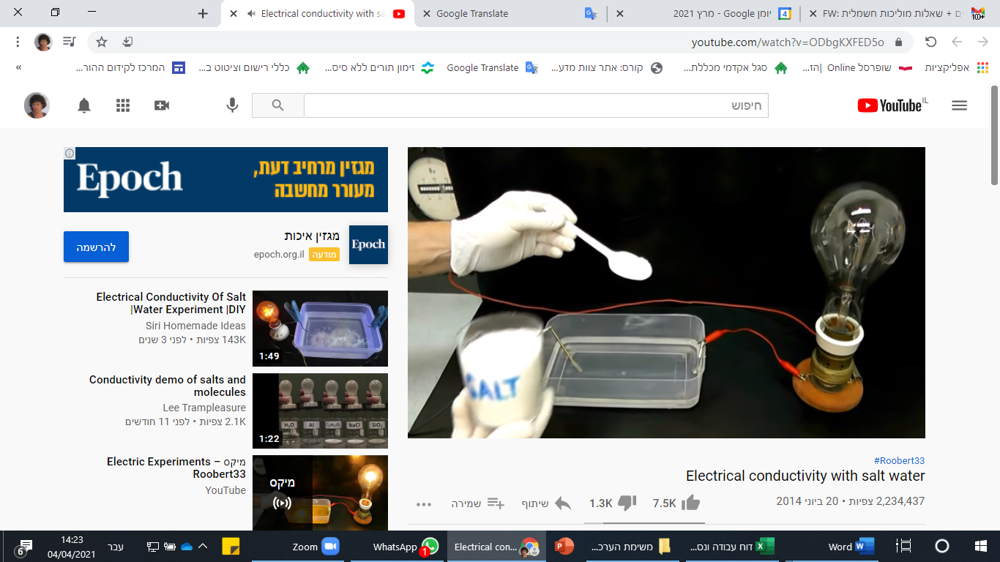 Electrical conductivity with sa
Google Translate
יומן Google - מרץ 2021
FW: ם + שאלות מוליכות חשמלית
100+
youtube.com/watch?v=ODbgKXFED5o
אפליקציות
שופרסל Online |הז...
סגל אקדמי מכללת...
קורס: אתר צוות מדע...
Google Translate
זימון תורים ללא סיס...
כללי רישום וציטוט ב...
המרכז לקידום ההור...
»
YouTube IL
חיפוש
Epoch
מגזין מרחיב דעת,
מעורר מחשבה
מגזין איכות
מודעה epoch.org.il
Epoch
להרשמה
SALT
Electrical Conductivity Of Salt
Water Experiment |DIY|
Siri Homemade Ideas
143K צפיות • לפני 3 שנים
1:49
Conductivity demo of salts and
molecules
Lee Trampleasure
2.1K צפיות • לפני 11 חודשים
H₂O
Al
NaCl
SiO₂
1:22
מיקס – Electric Experiments
Roobert33
YouTube
מיקס
#Roobert33
Electrical conductivity with salt water
2,234,437 צפיות • 20 ביוני 2014
7.5K
1.3K
שיתוף
שמירה
Word
דוח עבודה ונס...
משימת הערכ...
Electrical con...
WhatsApp
1
Zoom
עבר
14:23
04/04/2021
6